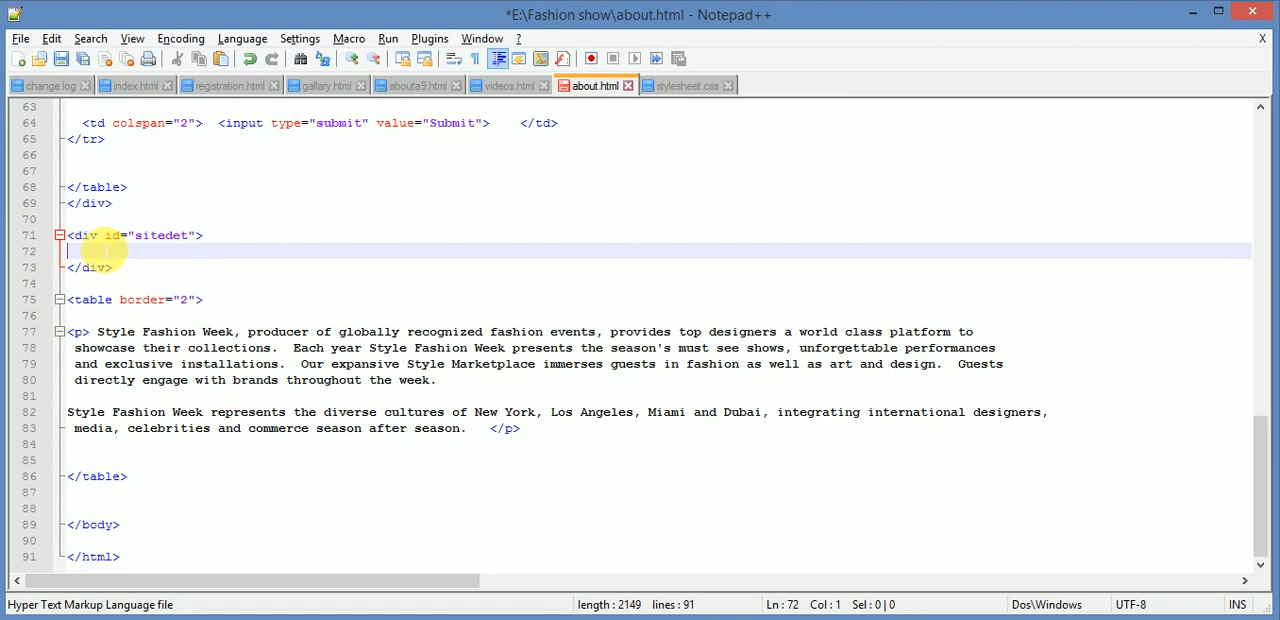 *E:\Fashion show\about.html - Notepad++
File Edit Search View Encoding Language Settings Macro Run Plugins Window ? X
change.log index.html registration.html gallary.html abouta9.html videos.html about.html stylesheet.css
63
64 <td colspan="2"> <input type="submit" value="Submit"> </td>
65 </tr>
66
67
68 </table>
69 </div>
70
71 <div id="sitedet">
72
73 </div>
74
75 <table border="2">
76
77 <p> Style Fashion Week, producer of globally recognized fashion events, provides top designers a world class platform to
78 showcase their collections. Each year Style Fashion Week presents the season's must see shows, unforgettable performances
79 and exclusive installations. Our expansive Style Marketplace immerses guests in fashion as well as art and design. Guests
80 directly engage with brands throughout the week.
81
82 Style Fashion Week represents the diverse cultures of New York, Los Angeles, Miami and Dubai, integrating international designers,
83 media, celebrities and commerce season after season. </p>
84
85
86 </table>
87
88
89 </body>
90
91 </html>
Hyper Text Markup Language file length : 2149 lines : 91 Ln : 72 Col : 1 Sel : 0 | 0 Dos\Windows UTF-8 INS